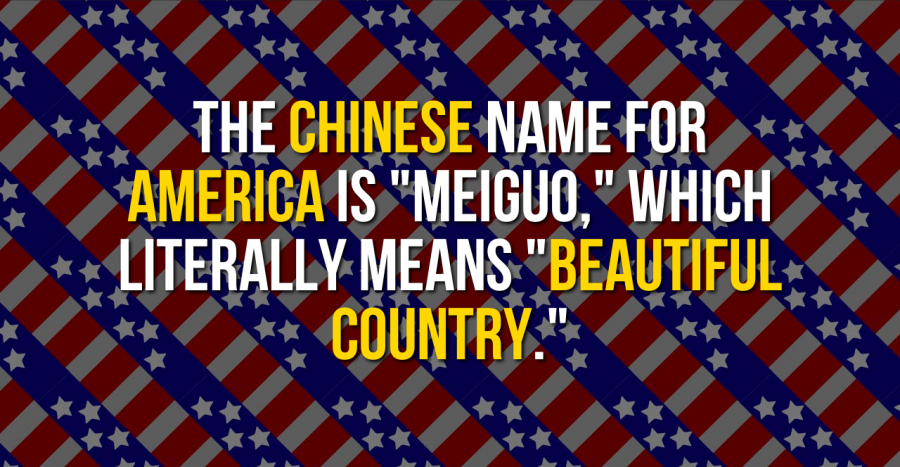 THE CHINESE NAME FOR
AMERICA IS "MEIGUO," WHICH
LITERALLY MEANS "BEAUTIFUL
COUNTRY."